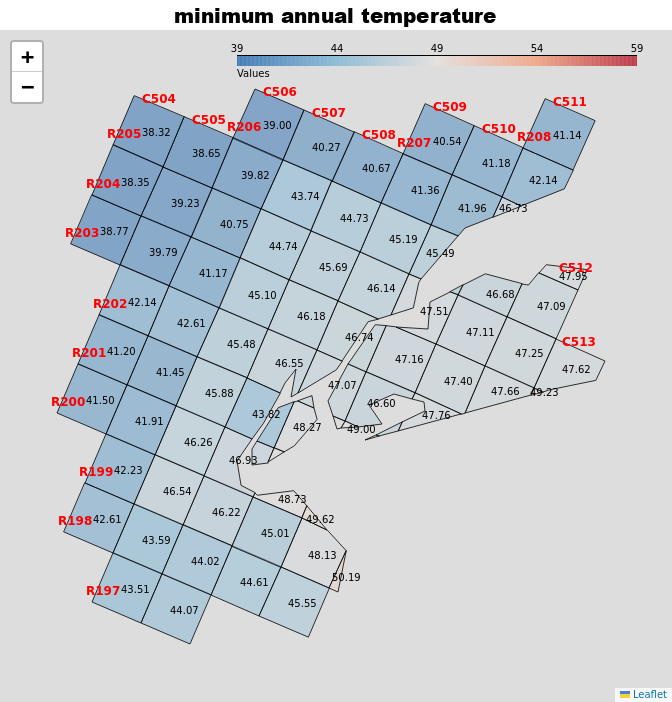 minimum annual temperature
+
−
39 44 49 54 59
Values
C504 C505 C506 C507 C508 C509 C510 C511
C512
C513
R205 R206 R207 R208
R204
R203
R202
R201
R200
R199
R198
R197
38.32 38.65 39.00 40.27 40.67 40.54 41.18 41.14
38.35 39.23 39.82 43.74 44.73 41.36 41.96 46.73 42.14
38.77 39.79 40.75 44.74 45.69 45.19 45.49
42.14 41.17 45.10 46.18 46.14 47.51 46.68 47.95
41.20 42.61 45.48 46.55 46.74 47.16 47.11 47.09
41.50 41.45 45.88 43.82 47.07 46.60 47.40 47.25 47.62
42.23 41.91 46.26 46.93 48.27 49.00 47.76 47.66 49.23
42.61 46.54 46.22 48.73 49.62
43.51 43.59 44.02 45.01 48.13 50.19
44.07 44.61 45.55
Leaflet